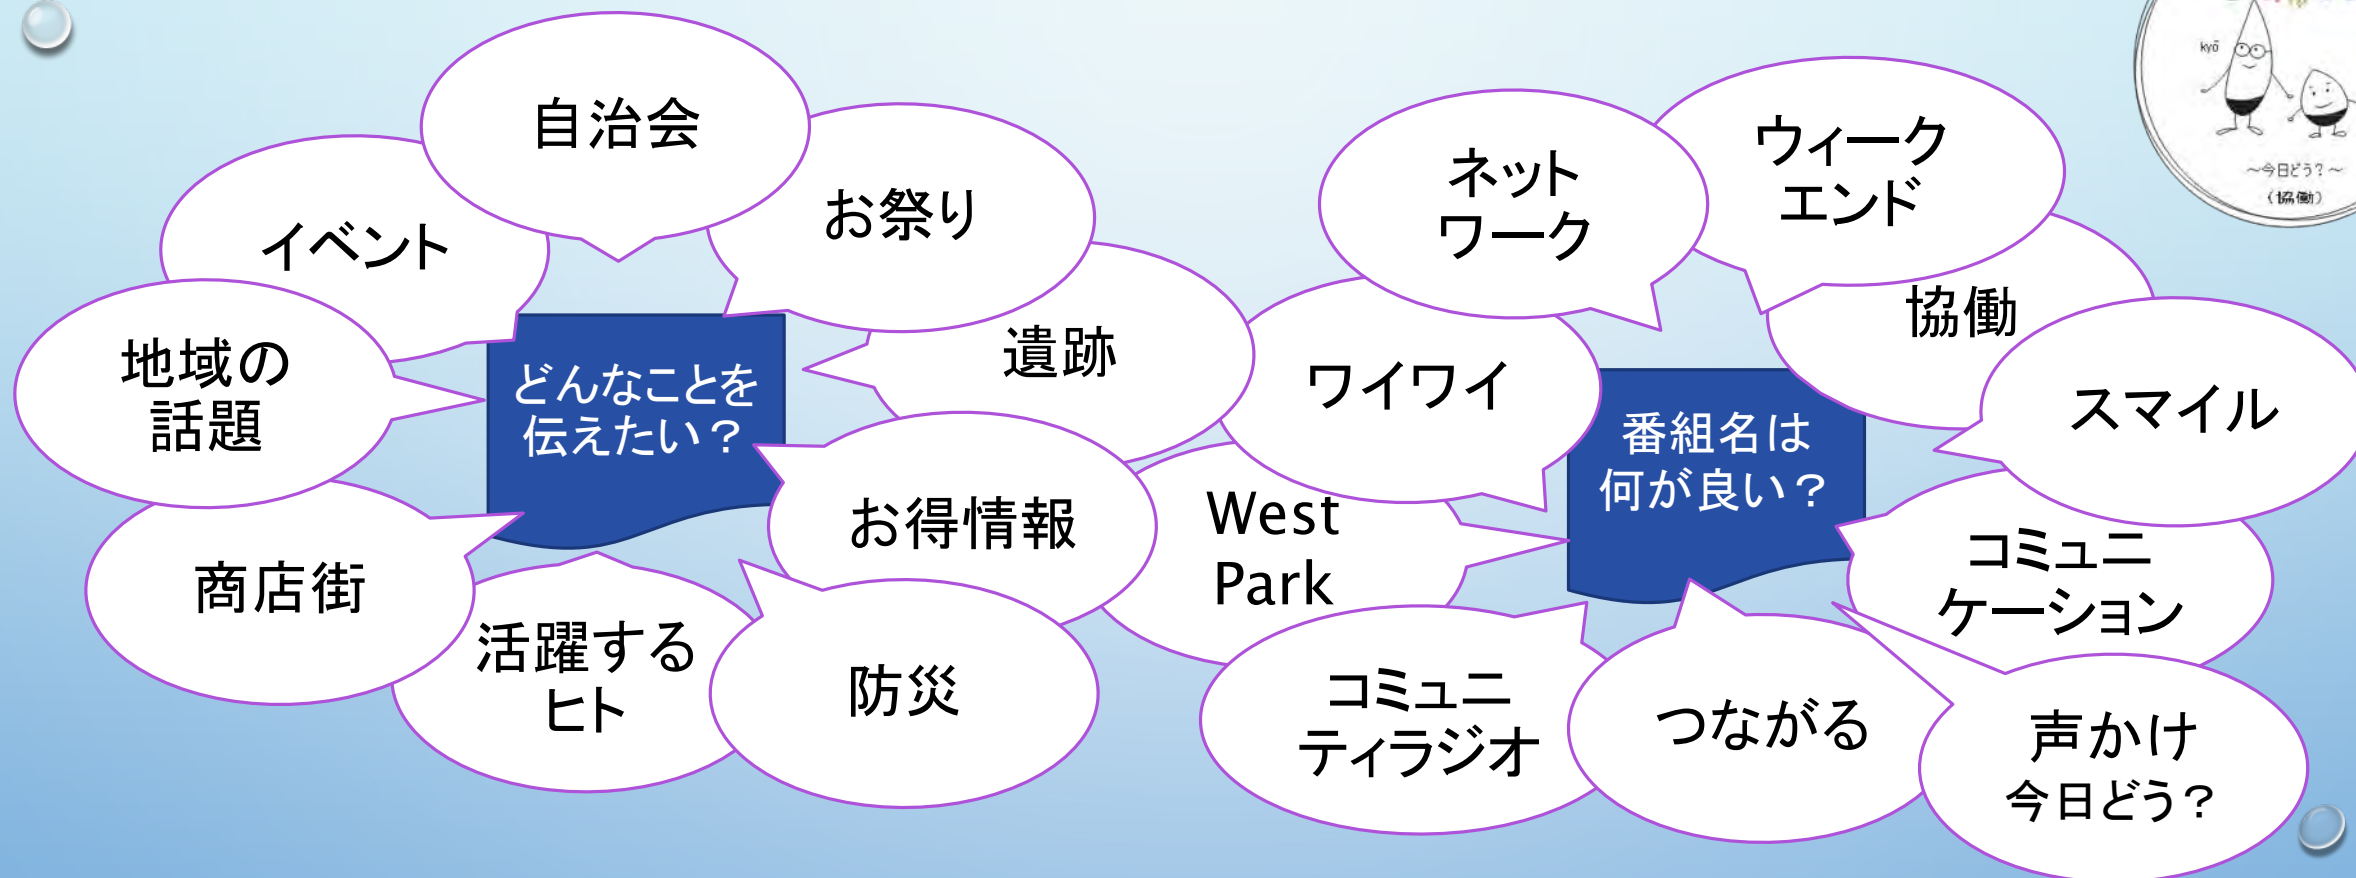 自治会
イベント
お祭り
地域の
話題
遺跡
どんなことを
伝えたい？
お得情報
商店街
活躍する
ヒト
防災
ネット
ワーク
ウィーク
エンド
協働
ワイワイ
スマイル
番組名は
何が良い？
West
Park
コミュニ
ケーション
コミュニ
ティラジオ
つながる
声かけ
今日どう？
kyō
～今日どう？～
（協働）